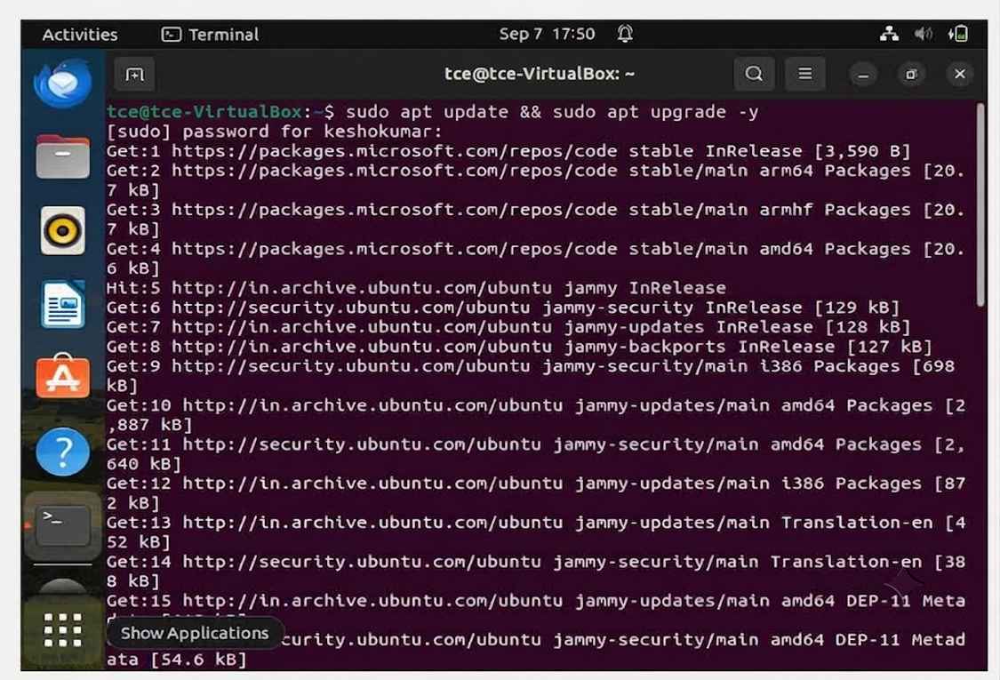 Activities
Terminal
Sep 7 17:50
tce@tce-VirtualBox: ~
tce@tce-VirtualBox:~$ sudo apt update && sudo apt upgrade -y
[sudo] password for keshokumar:
Get:1 https://packages.microsoft.com/repos/code stable InRelease [3,590 B]
Get:2 https://packages.microsoft.com/repos/code stable/main arm64 Packages [20.
7 kB]
Get:3 https://packages.microsoft.com/repos/code stable/main armhf Packages [20.
7 kB]
Get:4 https://packages.microsoft.com/repos/code stable/main amd64 Packages [20.
6 kB]
Hit:5 http://in.archive.ubuntu.com/ubuntu jammy InRelease
Get:6 http://security.ubuntu.com/ubuntu jammy-security InRelease [129 kB]
Get:7 http://in.archive.ubuntu.com/ubuntu jammy-updates InRelease [128 kB]
Get:8 http://in.archive.ubuntu.com/ubuntu jammy-backports InRelease [127 kB]
Get:9 http://security.ubuntu.com/ubuntu jammy-security/main i386 Packages [698
kB]
Get:10 http://in.archive.ubuntu.com/ubuntu jammy-updates/main amd64 Packages [2
,887 kB]
Get:11 http://security.ubuntu.com/ubuntu jammy-security/main amd64 Packages [2,
640 kB]
Get:12 http://in.archive.ubuntu.com/ubuntu jammy-updates/main i386 Packages [87
2 kB]
Get:13 http://in.archive.ubuntu.com/ubuntu jammy-updates/main Translation-en [4
52 kB]
Get:14 http://security.ubuntu.com/ubuntu jammy-security/main Translation-en [38
8 kB]
Get:15 http://in.archive.ubuntu.com/ubuntu jammy-updates/main amd64 DEP-11 Meta
Show Applications
curity.ubuntu.com/ubuntu jammy-security/main amd64 DEP-11 Metad
ata [54.6 kB]